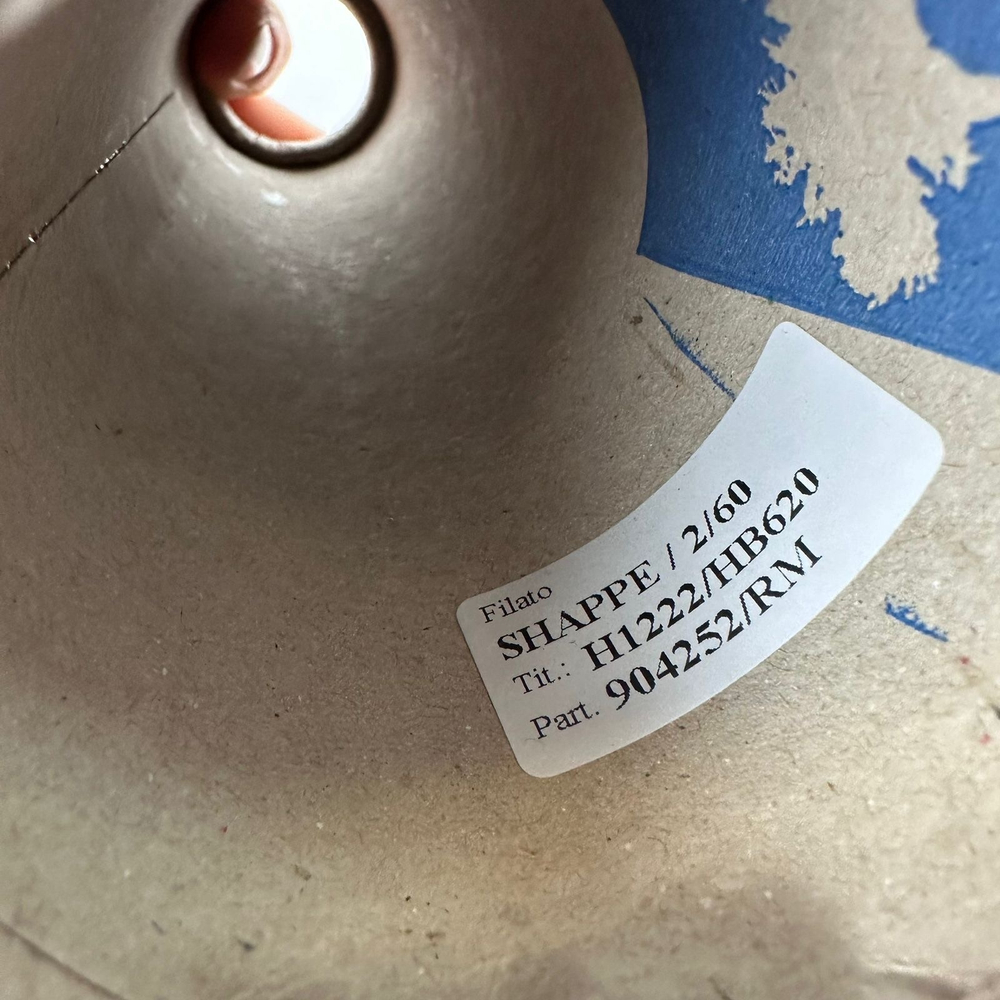 Filato
SHAPPE / 2/60
Tit.: H1222/HB620
Part. 904252/RM